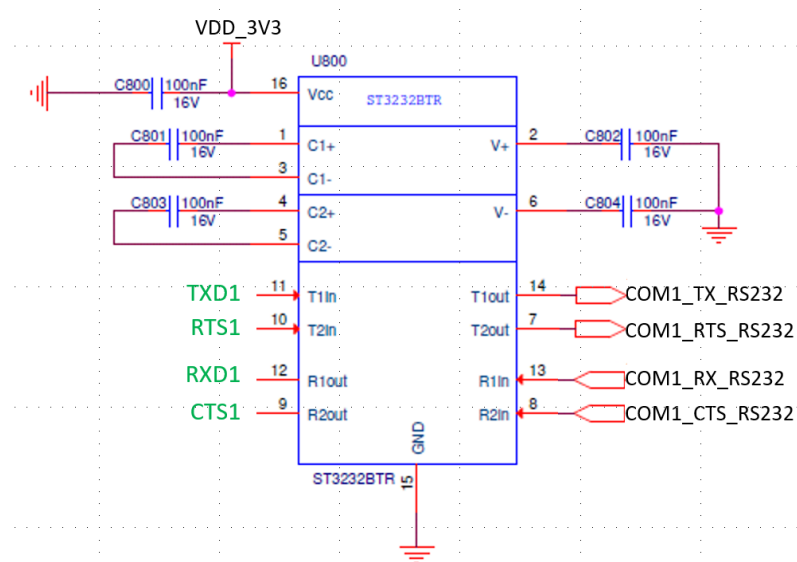 VDD_3V3
U800
C800 100nF 16V
16 Vcc
ST3232BTR
C801 100nF 16V
1 C1+
V+ 2
C802 100nF 16V
3 C1-
C803 100nF 16V
4 C2+
V- 6
C804 100nF 16V
5 C2-
TXD1 11 T1In
T1out 14 COM1_TX_RS232
RTS1 10 T2In
T2out 7 COM1_RTS_RS232
RXD1 12 R1out
R1In 13 COM1_RX_RS232
CTS1 9 R2out
R2In 8 COM1_CTS_RS232
GND
ST3232BTR
15